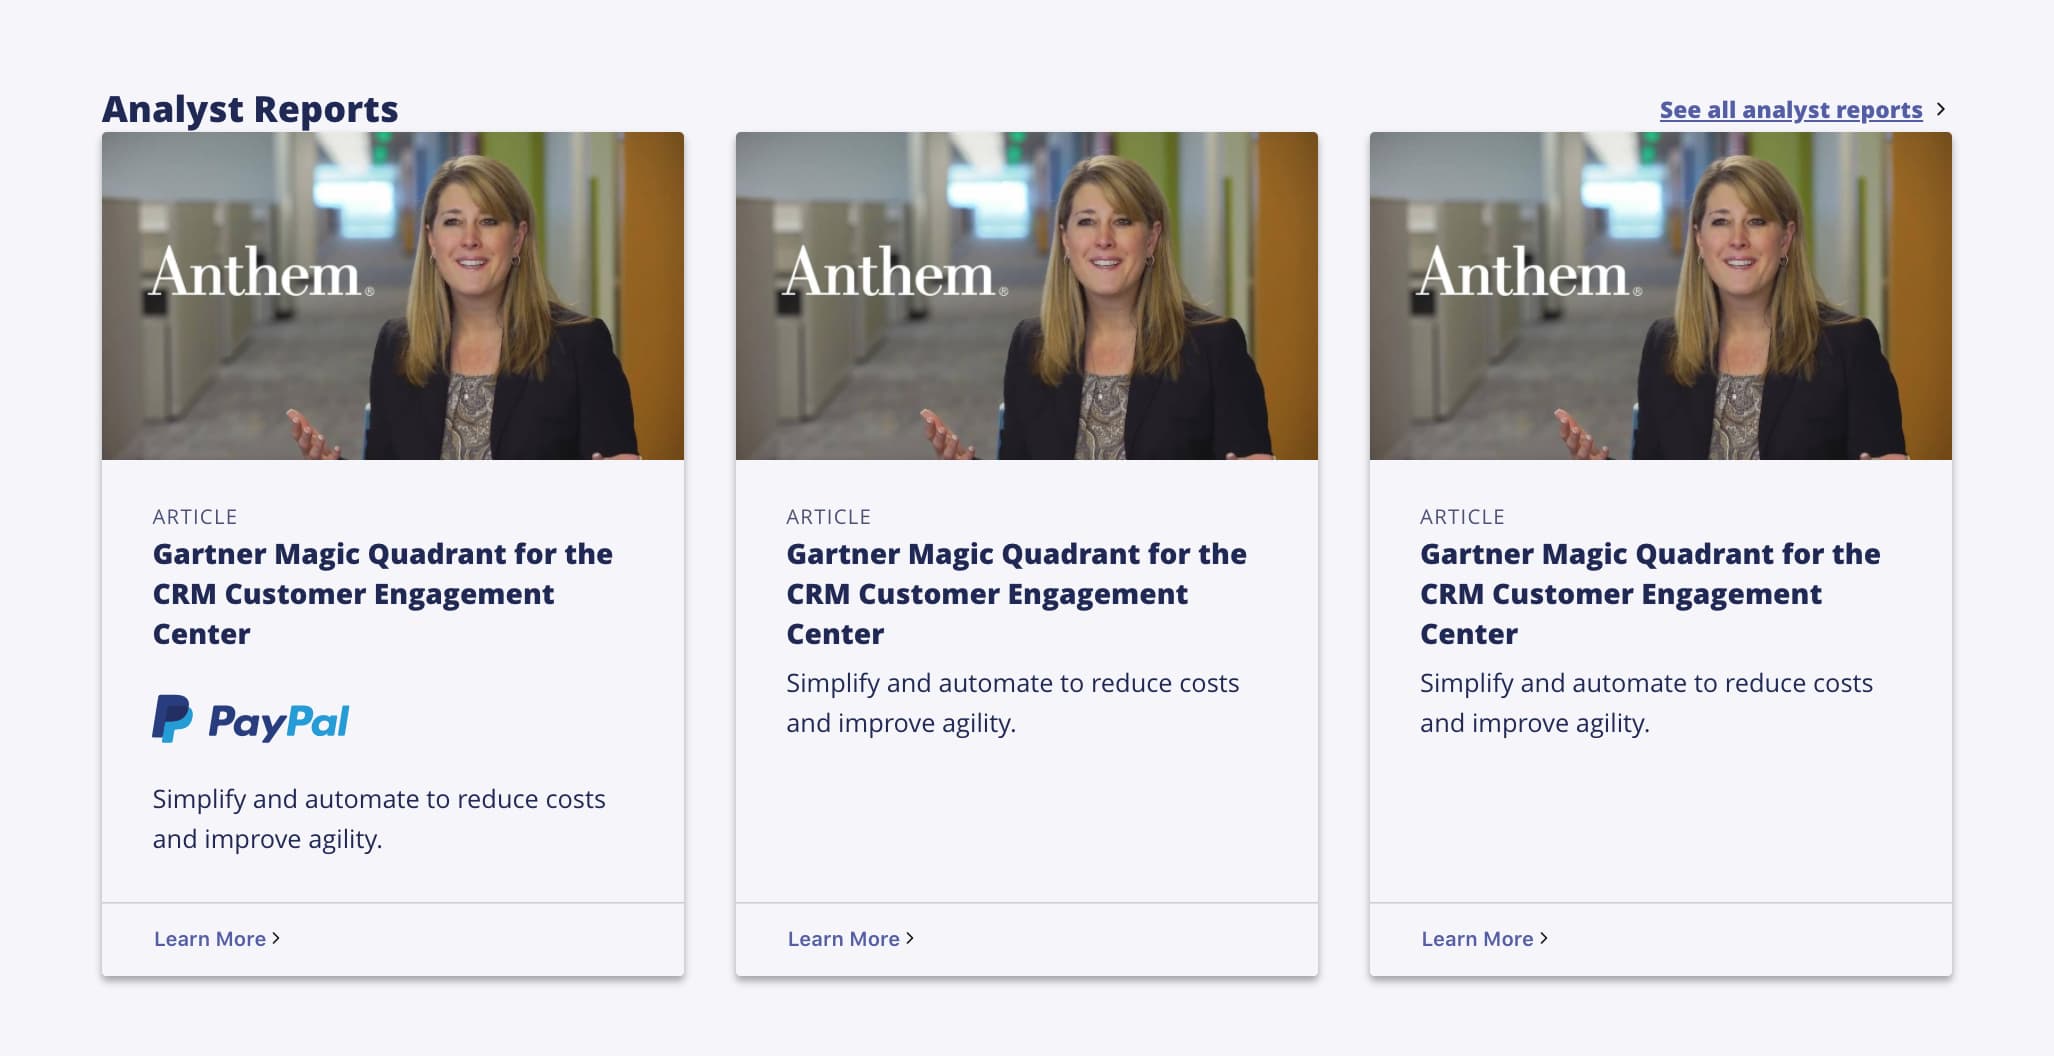 Analyst Reports
See all analyst reports
Anthem®
Anthem®
Anthem®
ARTICLE
Gartner Magic Quadrant for the
CRM Customer Engagement
Center
PayPal
Simplify and automate to reduce costs
and improve agility.
Learn More
ARTICLE
Gartner Magic Quadrant for the
CRM Customer Engagement
Center
Simplify and automate to reduce costs
and improve agility.
Learn More
ARTICLE
Gartner Magic Quadrant for the
CRM Customer Engagement
Center
Simplify and automate to reduce costs
and improve agility.
Learn More